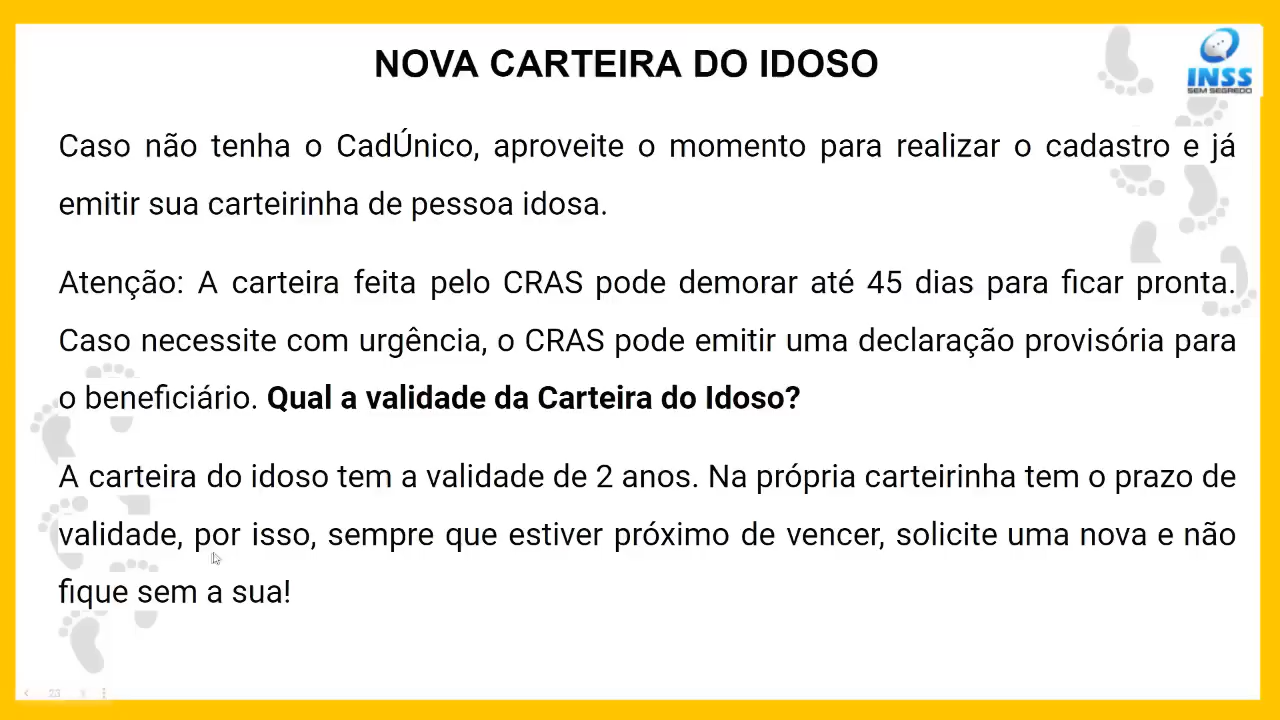 NOVA CARTEIRA DO IDOSO
INSS
SEM SEGREDO
Caso não tenha o CadÚnico, aproveite o momento para realizar o cadastro e já
emitir sua carteirinha de pessoa idosa.
Atenção: A carteira feita pelo CRAS pode demorar até 45 dias para ficar pronta.
Caso necessite com urgência, o CRAS pode emitir uma declaração provisória para
o beneficiário. Qual a validade da Carteira do Idoso?
A carteira do idoso tem a validade de 2 anos. Na própria carteirinha tem o prazo de
validade, por isso, sempre que estiver próximo de vencer, solicite uma nova e não
fique sem a sua!
23